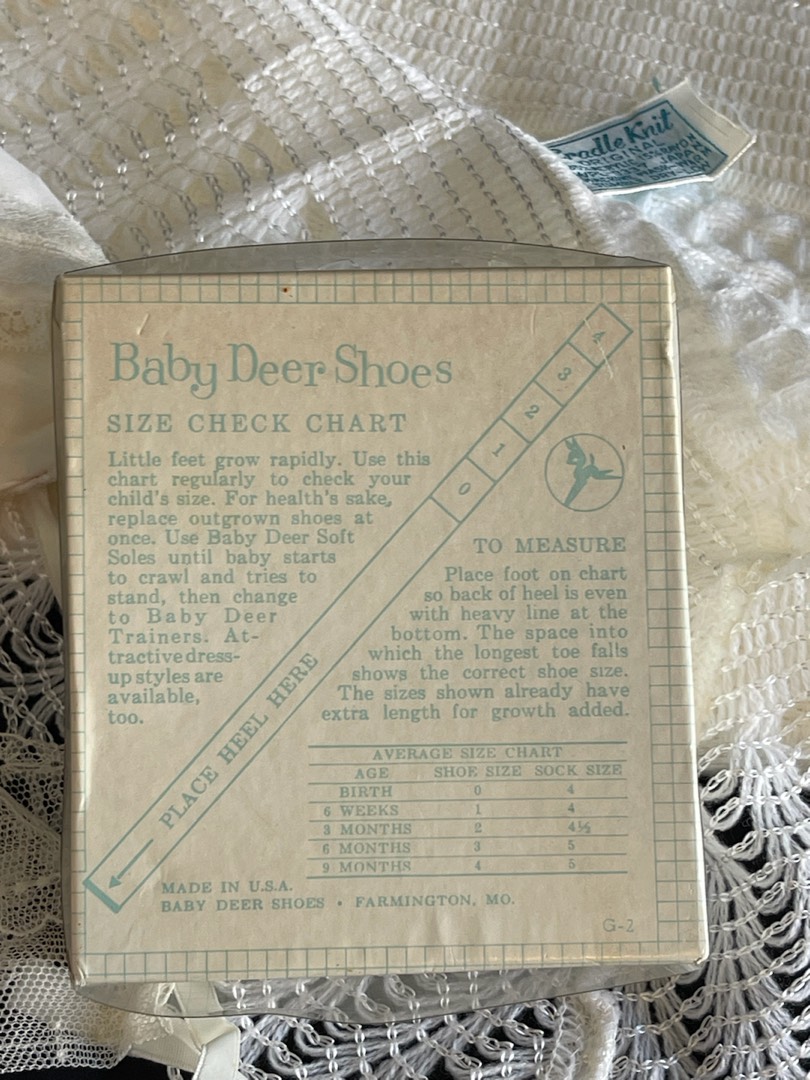 Cradle Knit
ORIGINAL
Baby Deer Shoes
SIZE CHECK CHART
Little feet grow rapidly. Use this
chart regularly to check your
child's size. For health's sake,
replace outgrown shoes at
once. Use Baby Deer Soft
Soles until baby starts
to crawl and tries to
stand, then change
to Baby Deer
Trainers. At-
tractive dress-
up styles are
available,
too.
4
3
2
1
0
PLACE HEEL HERE
TO MEASURE
Place foot on chart
so back of heel is even
with heavy line at the
bottom. The space into
which the longest toe falls
shows the correct shoe size.
The sizes shown already have
extra length for growth added.
AVERAGE SIZE CHART
AGE SHOE SIZE SOCK SIZE
BIRTH 0 4
6 WEEKS 1 4
3 MONTHS 2 4½
6 MONTHS 3 5
9 MONTHS 4 5
MADE IN U.S.A.
BABY DEER SHOES • FARMINGTON, MO.
G-2